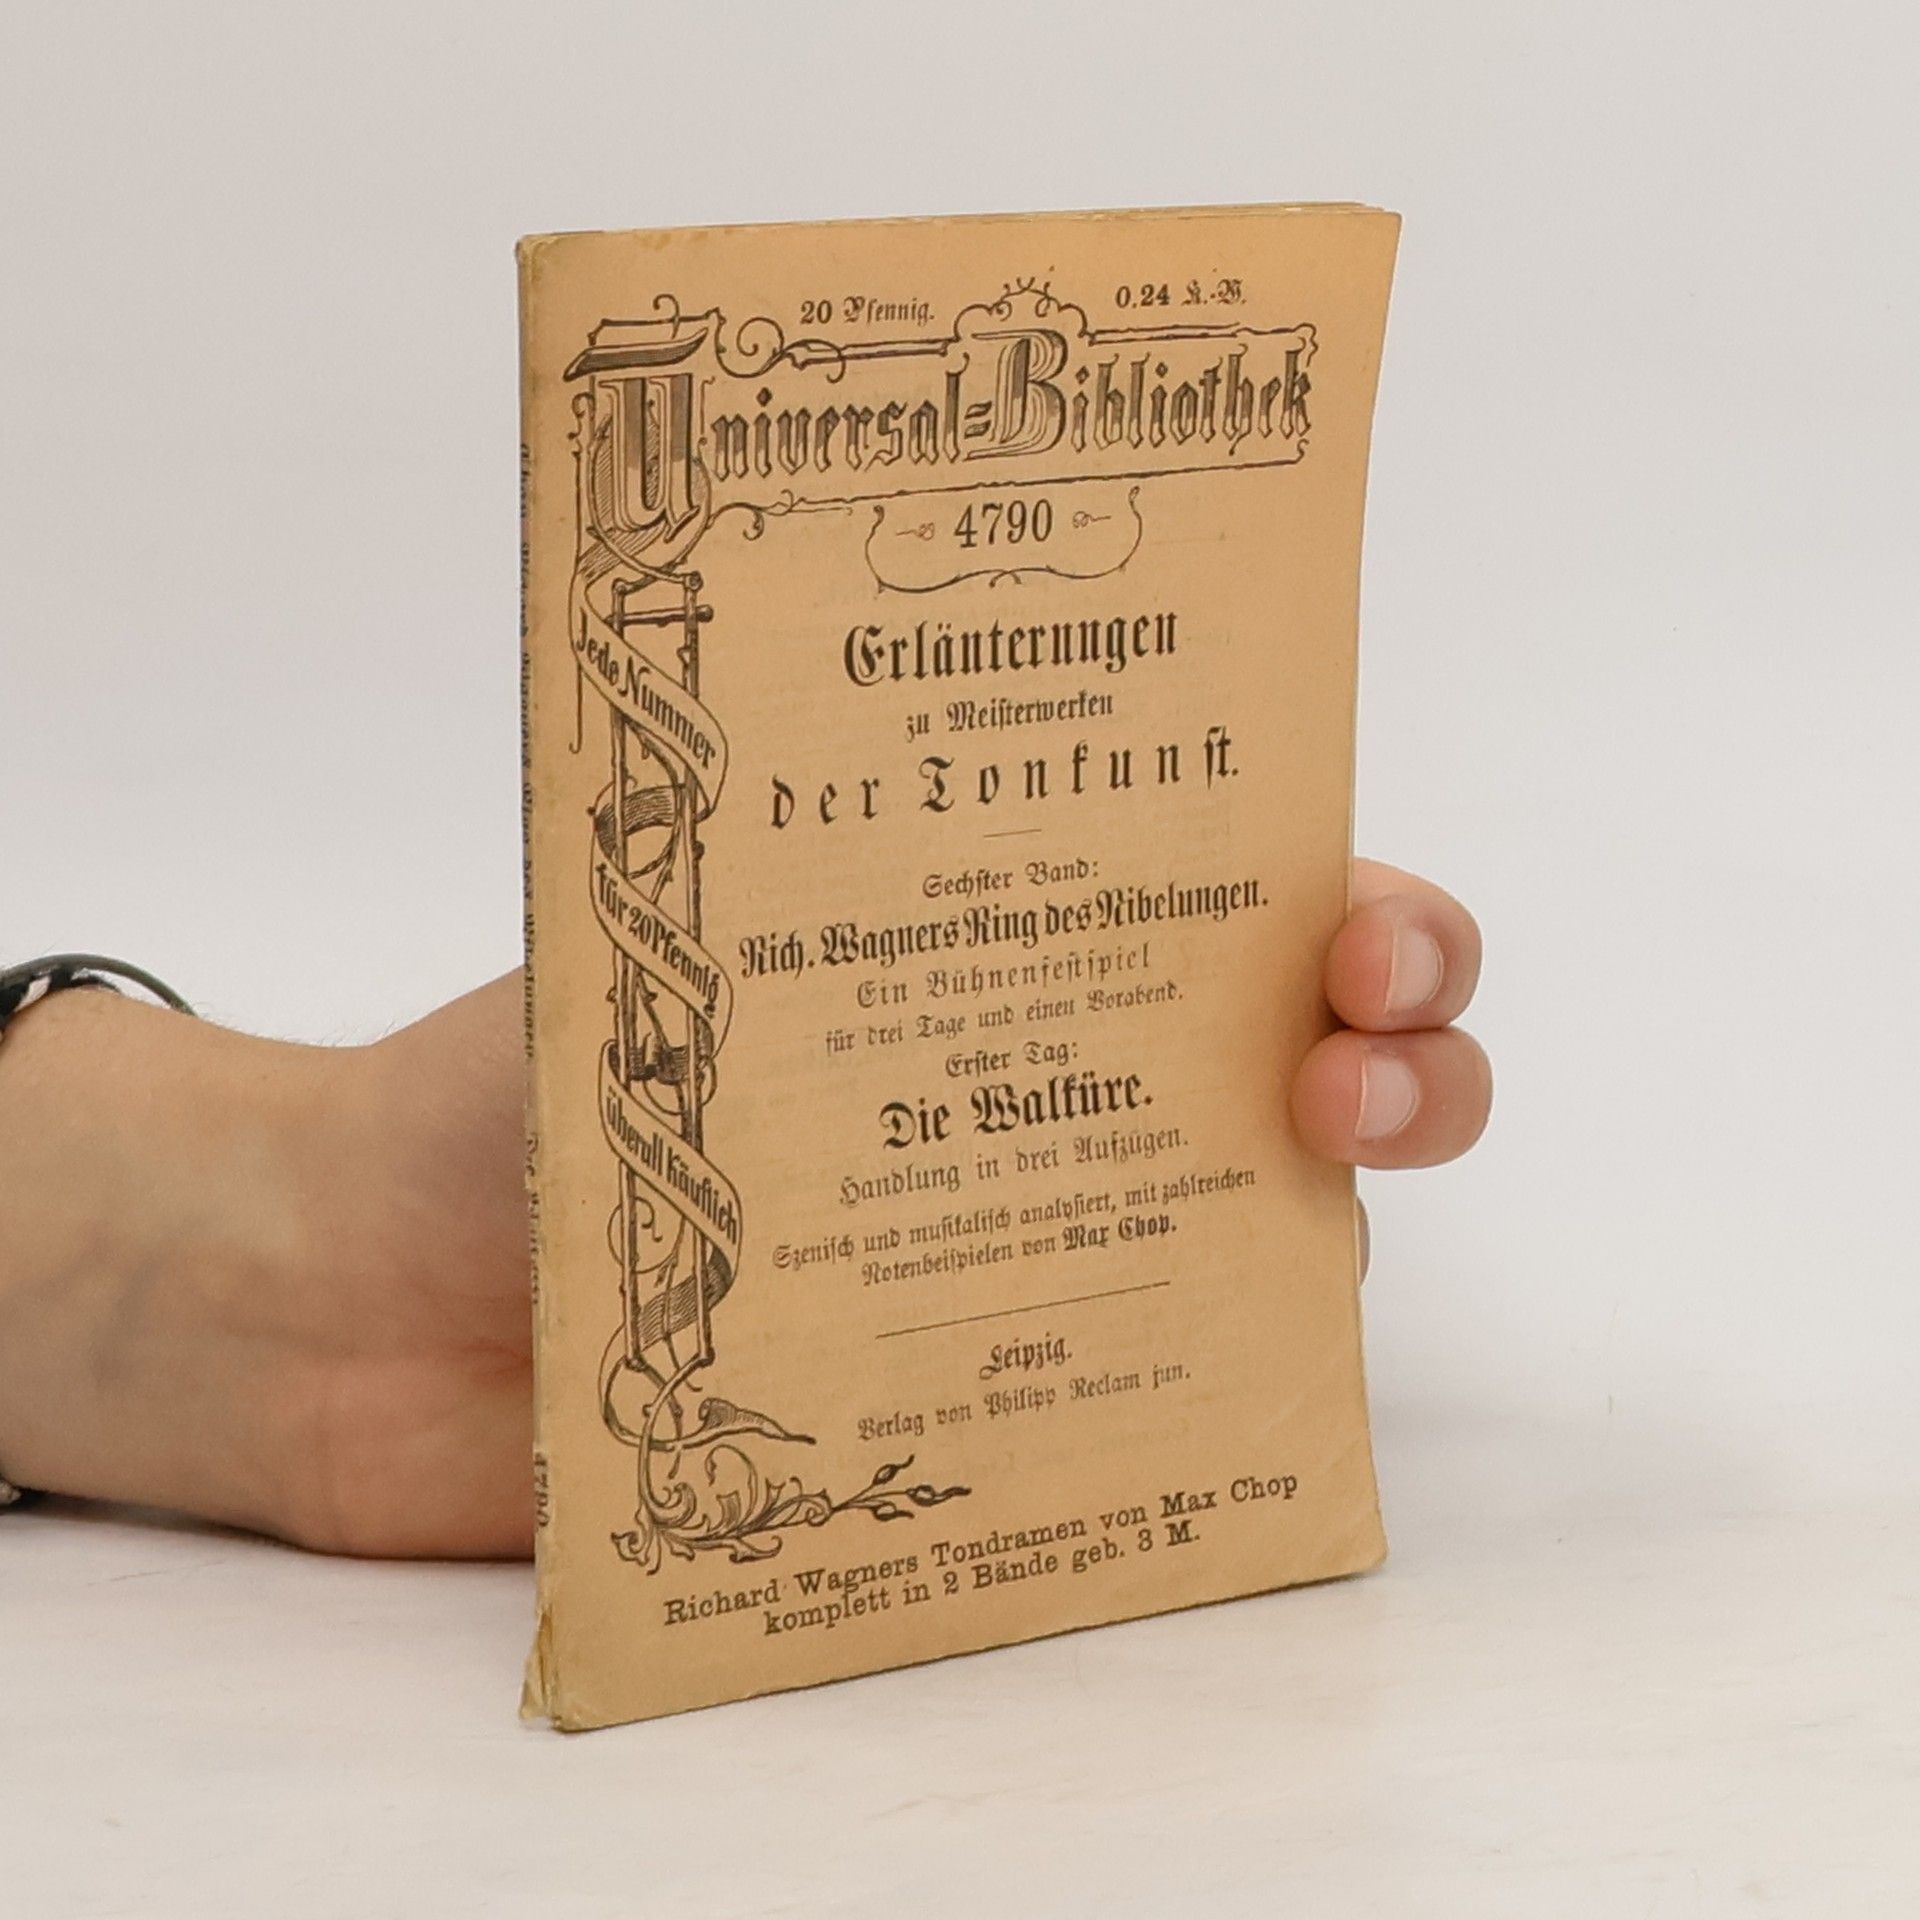 20 Pfennig.
0.24 K.-W.
Universal=Bibliothek
4790
Jede Nummer
für 20 Pfennige
überall käuflich
Erläuterungen
zu Meisterwerken
der Tonkunst.
Sechster Band:
Rich. Wagners Ring des Nibelungen.
Ein Bühnenfestspiel
für drei Tage und einen Vorabend.
Erster Tag:
Die Walküre.
Handlung in drei Aufzügen.
Szenisch und musikalisch analysiert, mit zahlreichen
Notenbeispielen von Max Chop.
Leipzig.
Verlag von Philipp Reclam jun.
Richard Wagners Tondramen von Max Chop
komplett in 2 Bände geb. 3 M.
4790